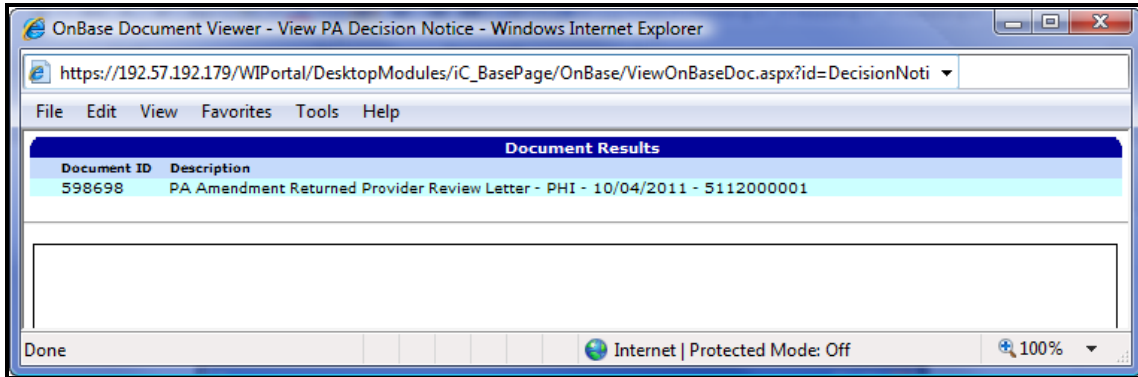 OnBase Document Viewer - View PA Decision Notice - Windows Internet Explorer
https://192.57.192.179/WIPortal/DesktopModules/iC_BasePage/OnBase/ViewOnBaseDoc.aspx?id=DecisionNoti
File Edit View Favorites Tools Help
Document Results
Document ID Description
598698 PA Amendment Returned Provider Review Letter - PHI - 10/04/2011 - 5112000001
Done Internet | Protected Mode: Off 100%